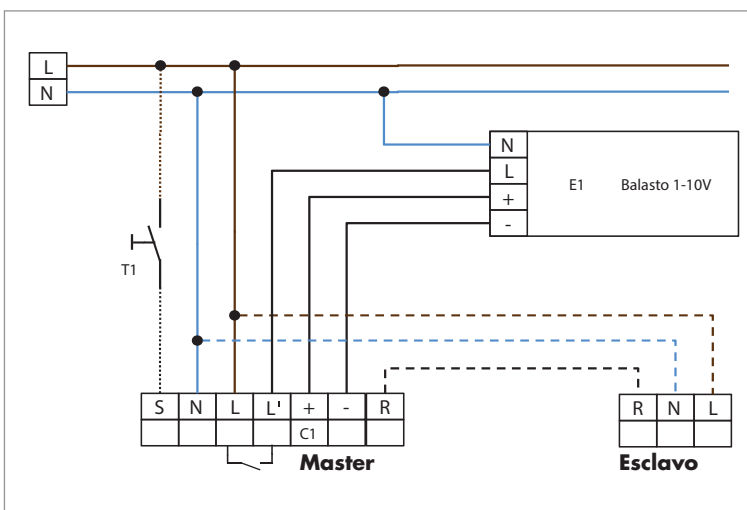 L
N
N
L
E1 Balasto 1-10V
+
-
T1
S N L L' + - R
C1
R N L
Master
Esclavo